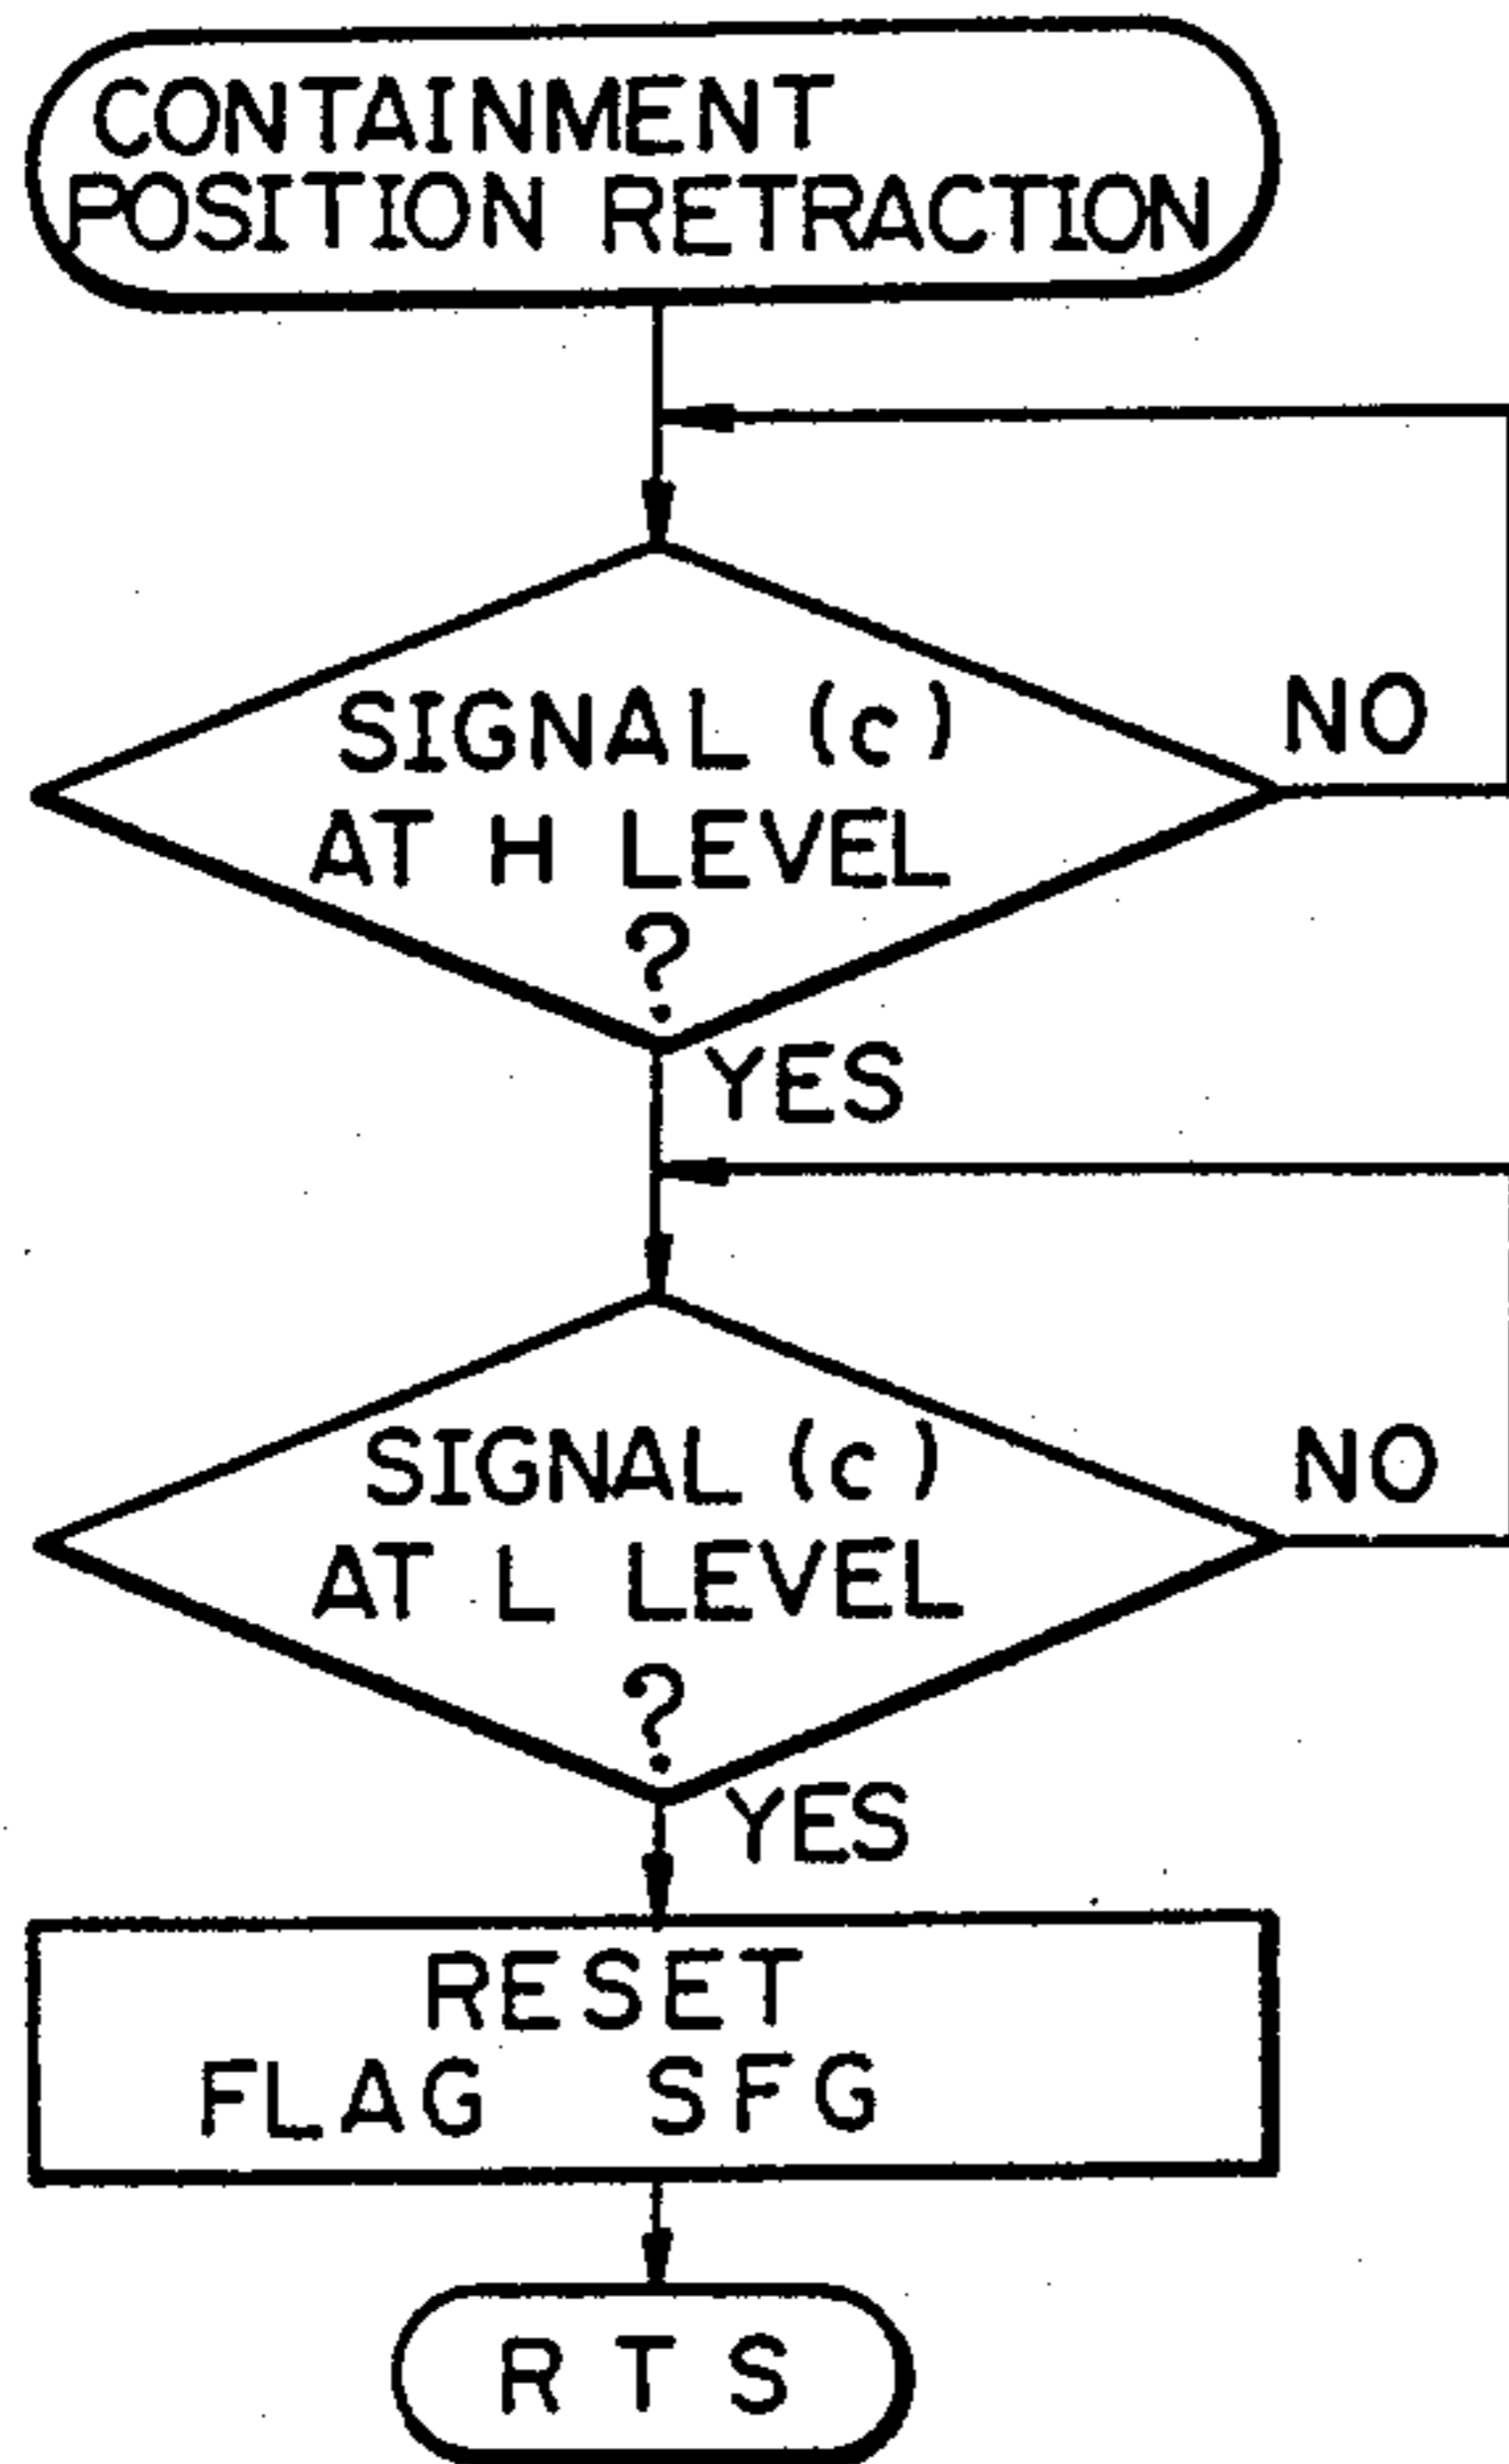 CONTAINMENT
POSITION RETRACTION
SIGNAL (c)
AT H LEVEL
?
NO
YES
SIGNAL (c)
AT L LEVEL
?
NO
YES
RESET
FLAG SFG
RTS